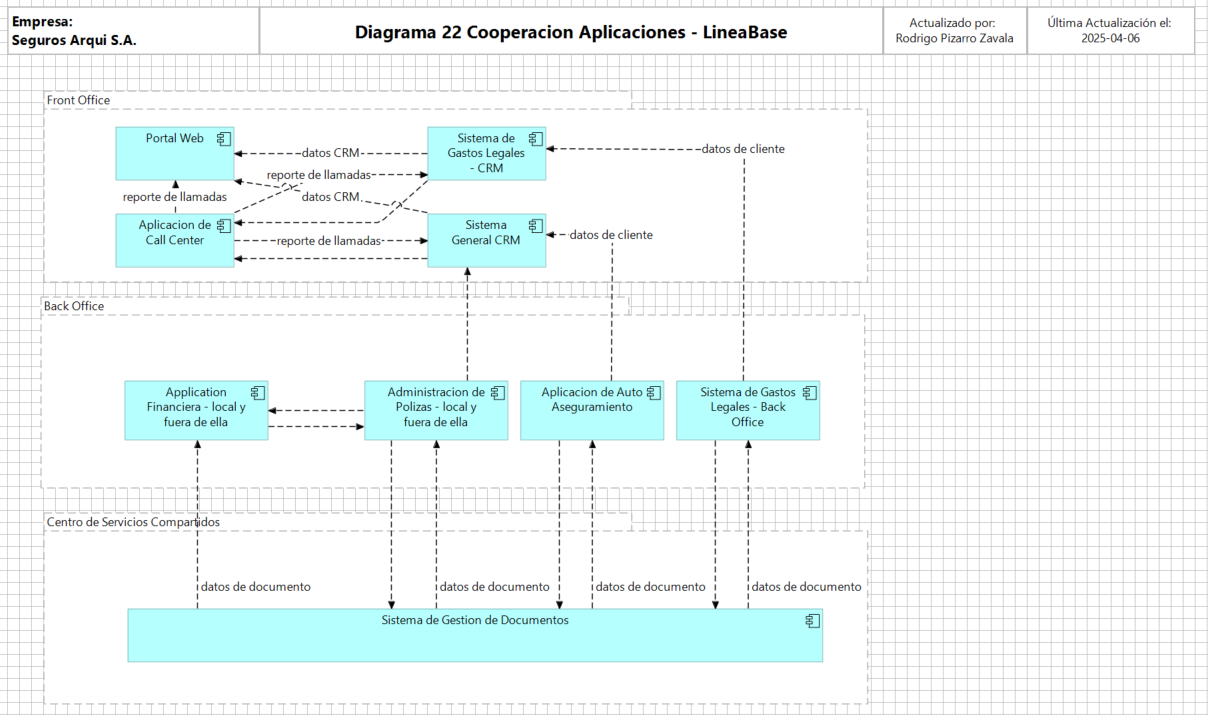 Empresa:
Seguros Arqui S.A.
Diagrama 22 Cooperacion Aplicaciones - LineaBase
Actualizado por:
Rodrigo Pizarro Zavala
Última Actualización el:
2025-04-06
Front Office
Portal Web
datos CRM
Sistema de
Gastos Legales
- CRM
datos de cliente
reporte de llamadas
reporte de llamadas
datos CRM
Aplicacion de
Call Center
reporte de llamadas
Sistema
General CRM
datos de cliente
Back Office
Application
Financiera - local y
fuera de ella
Administracion de
Polizas - local y
fuera de ella
Aplicacion de Auto
Aseguramiento
Sistema de Gastos
Legales - Back
Office
Centro de Servicios Compartidos
datos de documento
datos de documento
datos de documento
datos de documento
Sistema de Gestion de Documentos